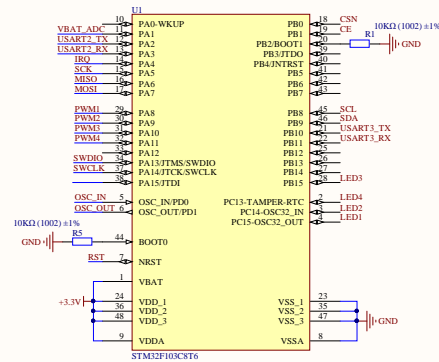 U1
10 PA0-WKUP PB0 18 CSN
VBAT_ADC 11 PA1 PB1 19 CE
USART2_TX 12 PA2 PB2/BOOT1 20 R1 10KΩ (1002) ±1% GND
USART2_RX 13 PA3 PB3/JTDO 39
IRQ 14 PA4 PB4/JNTRST 40
SCK 15 PA5 PB5 41
MISO 16 PA6 PB6 42
MOSI 17 PA7 PB7 43
PWM1 29 PA8 PB8 45 SCL
PWM2 30 PA9 PB9 46 SDA
PWM3 31 PA10 PB10 21 USART3_TX
PWM4 32 PA11 PB11 22 USART3_RX
33 PA12 PB12 25
SWDIO 34 PA13/JTMS/SWDIO PB13 26
SWCLK 37 PA14/JTCK/SWCLK PB14 27
38 PA15/JTDI PB15 28 LED3
OSC_IN 5 OSC_IN/PD0 PC13-TAMPER-RTC 2 LED4
OSC_OUT 6 OSC_OUT/PD1 PC14-OSC32_IN 3 LED2
PC15-OSC32_OUT 4 LED1
10KΩ (1002) ±1%
GND R5 44 BOOT0
RST 7 NRST
1 VBAT
+3.3V 24 VDD_1 VSS_1 23
36 VDD_2 VSS_2 35
48 VDD_3 VSS_3 47 GND
9 VDDA VSSA 8
STM32F103C8T6